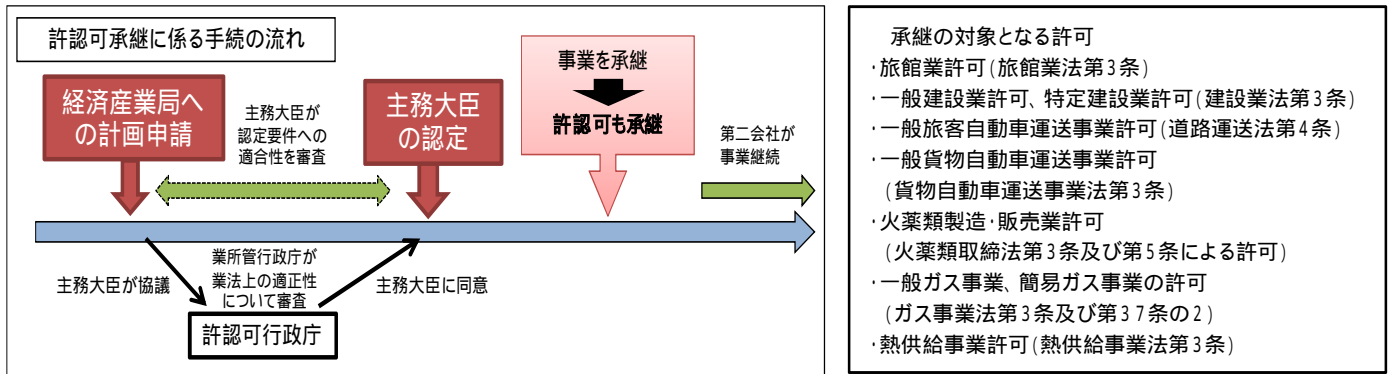 許認可承継に係る手続の流れ
経済産業局へ
の計画申請
主務大臣が
認定要件への
適合性を審査
主務大臣
の認定
事業を承継
許認可も承継
第二会社が
事業継続
主務大臣が協議
業所管行政庁が
業法上の適正性
について審査
主務大臣に同意
許認可行政庁
承継の対象となる許可
・旅館業許可(旅館業法第3条)
・一般建設業許可、特定建設業許可(建設業法第3条)
・一般旅客自動車運送事業許可(道路運送法第4条)
・一般貨物自動車運送事業許可
(貨物自動車運送事業法第3条)
・火薬類製造・販売業許可
(火薬類取締法第3条及び第5条による許可)
・一般ガス事業、簡易ガス事業の許可
(ガス事業法第3条及び第37条の2)
・熱供給事業許可(熱供給事業法第3条)